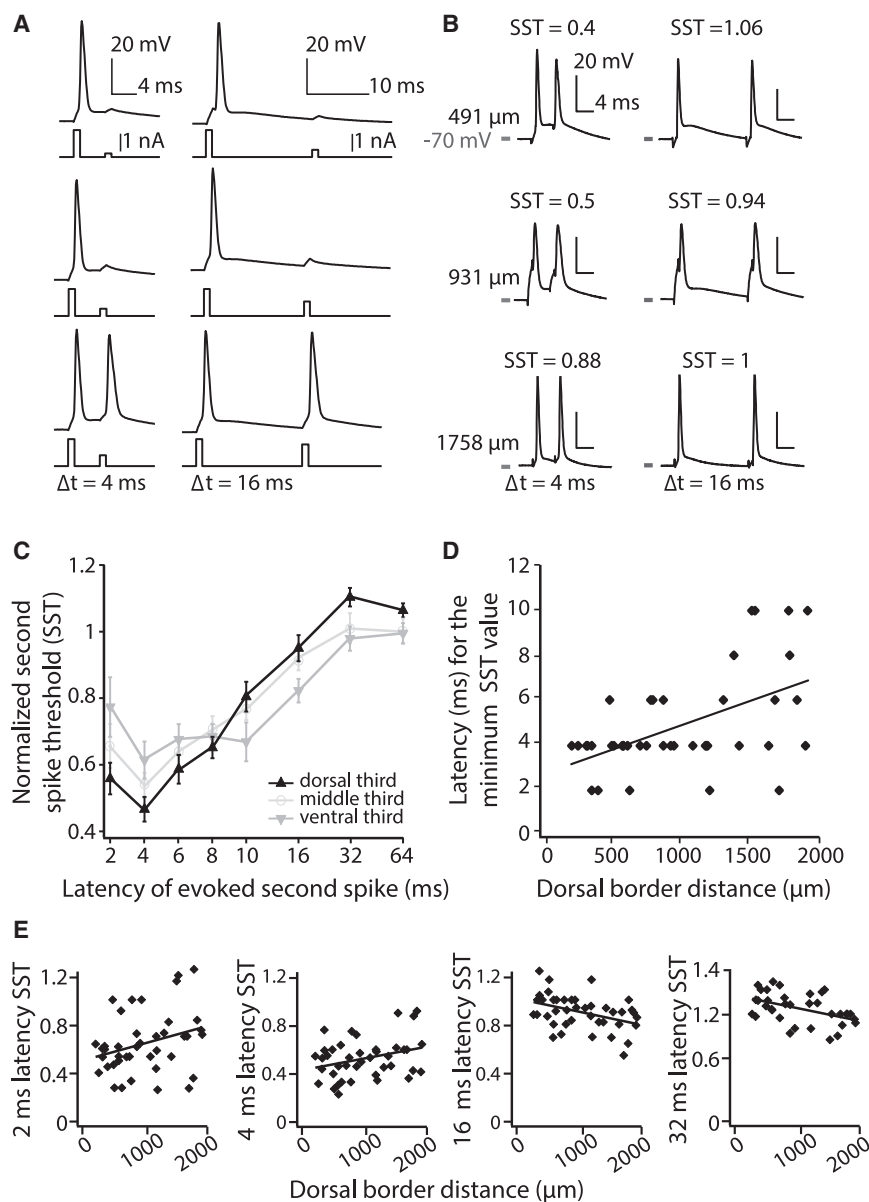 A
20 mV
4 ms
20 mV
10 ms
1 nA
1 nA
Δt = 4 ms
Δt = 16 ms
B
SST = 0.4
SST = 1.06
20 mV
4 ms
491 µm
-70 mV
SST = 0.5
SST = 0.94
931 µm
SST = 0.88
SST = 1
1758 µm
Δt = 4 ms
Δt = 16 ms
C
Normalized second
spike threshold (SST)
1.2
1
0.8
0.6
0.4
dorsal third
middle third
ventral third
2 4 6 8 10 16 32 64
Latency of evoked second spike (ms)
D
Latency (ms) for the
minimum SST value
12
10
8
6
4
2
0
0 500 1000 1500 2000
Dorsal border distance (µm)
E
2 ms latency SST
1.2
0.8
0.4
0
0 1000 2000
4 ms latency SST
1.2
0.8
0.4
0
0 1000 2000
16 ms latency SST
1.2
0.8
0.4
0
0 1000 2000
32 ms latency SST
1.4
1.2
0.6
0
0 1000 2000
Dorsal border distance (µm)